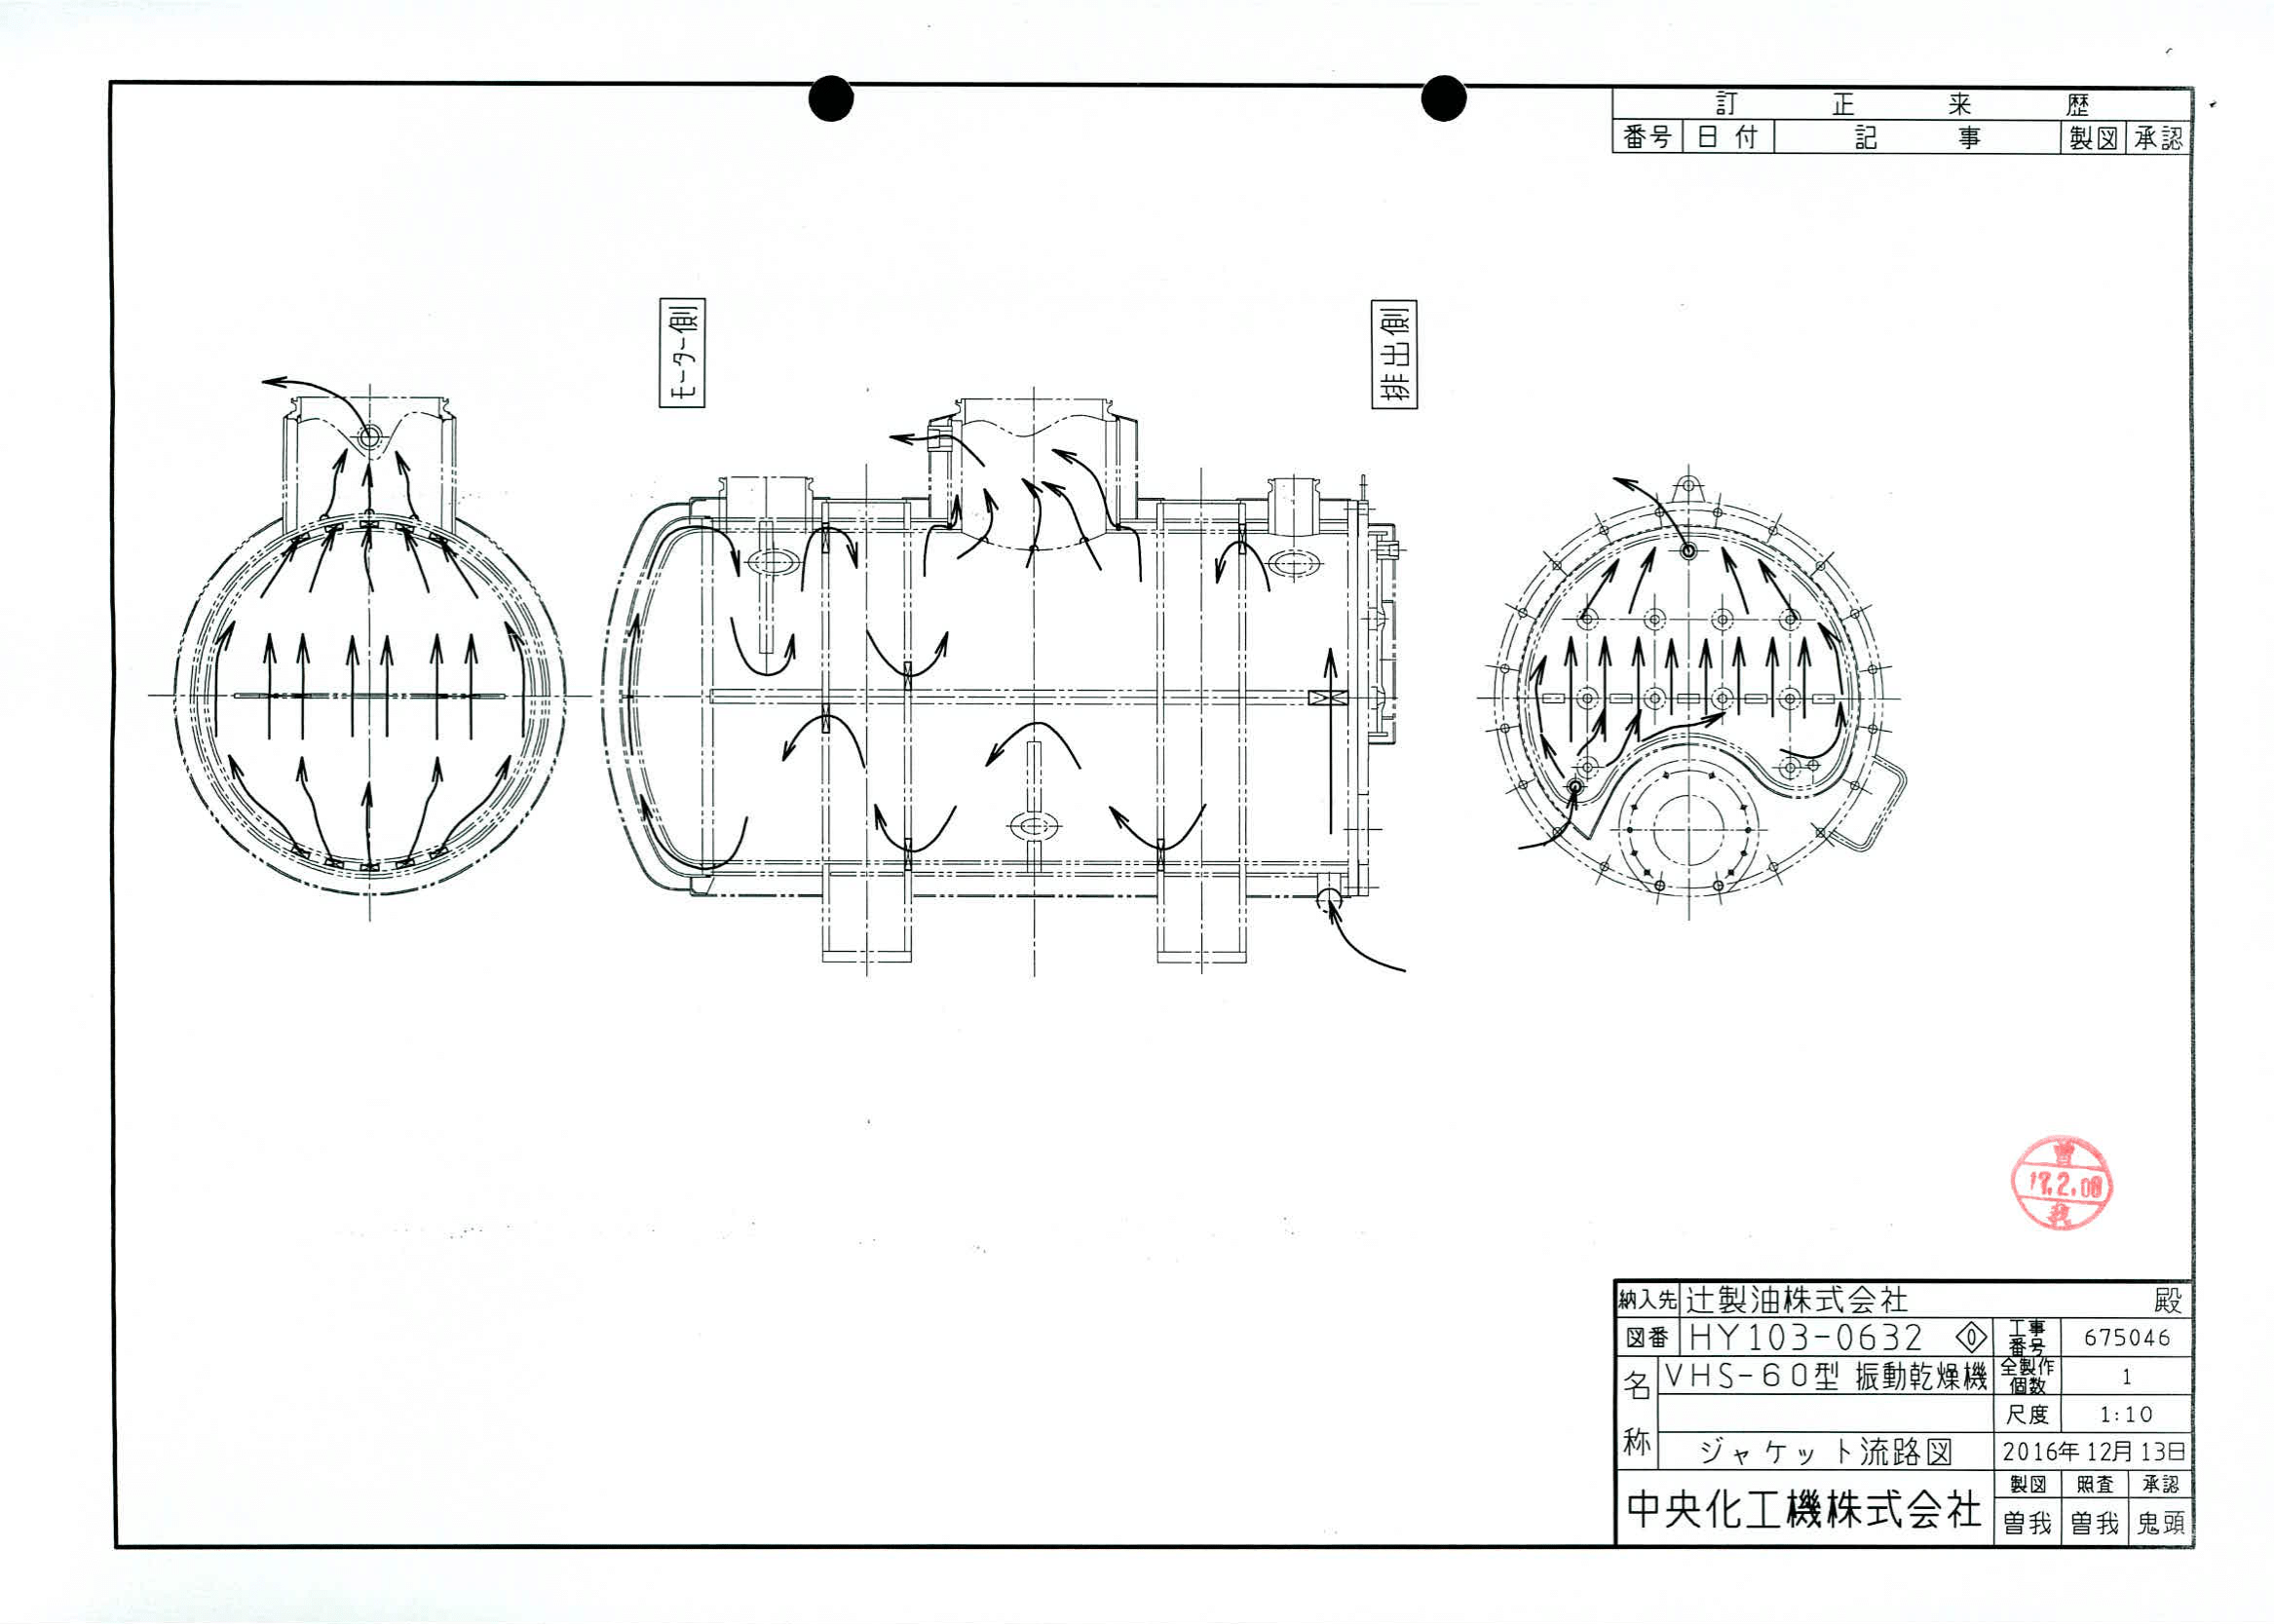 訂正来歴
番号 日付 記事 製図 承認
モーター側
排出側
曽
17.2.08
我
納入先 辻製油株式会社 殿
図番 HY103-0632 0 工事番号 675046
名称 VHS-60型 振動乾燥機 全製作個数 1
尺度 1:10
ジャケット流路図 2016年12月13日
中央化工機株式会社 製図 照査 承認
曽我 曽我 鬼頭